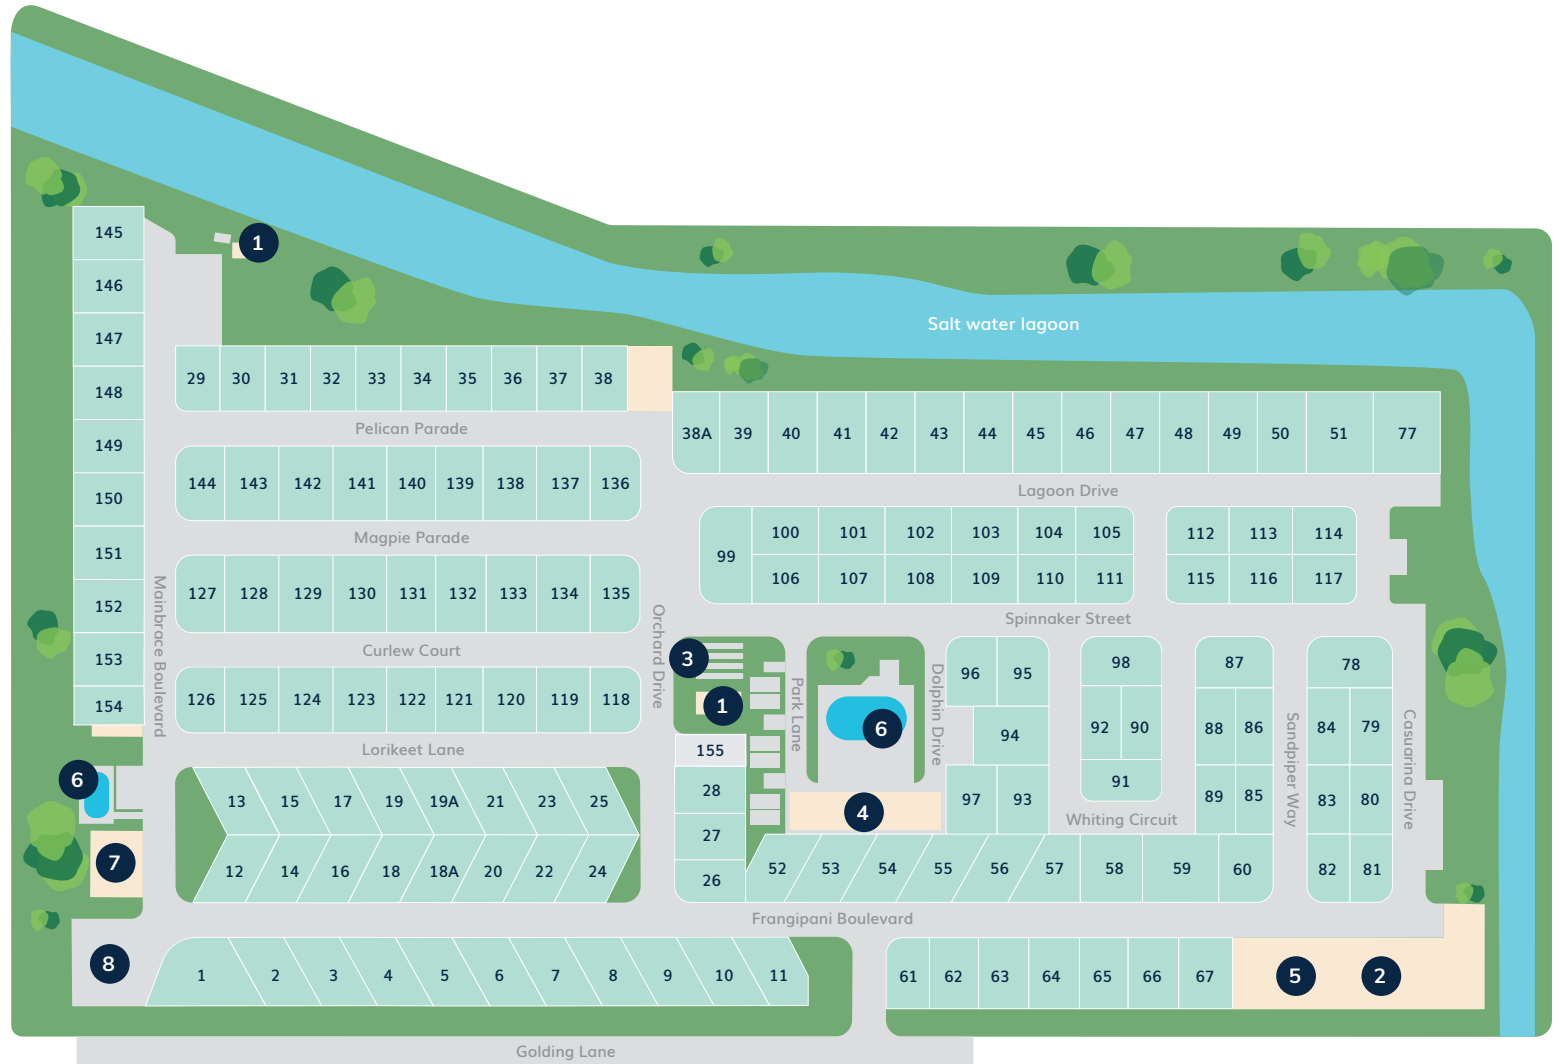 145
1
146
Salt water lagoon
147
29 30 31 32 33 34 35 36 37 38
148
Pelican Parade
38A 39 40 41 42 43 44 45 46 47 48 49 50 51 77
149
144 143 142 141 140 139 138 137 136
Lagoon Drive
150
Magpie Parade
100 101 102 103 104 105 112 113 114
151
99
106 107 108 109 110 111 115 116 117
127 128 129 130 131 132 133 134 135
152
Spinnaker Street
Mainbrace Boulevard
Orchard Drive
Curlew Court
153
3
98 87 78
96 95
126 125 124 123 122 121 120 119 118
154
1
Park Lane
6
Dolphin Drive
92 90 88 86 84 79
94
Sandpiper Way
Casuarina Drive
Lorikeet Lane
155
6
28
91
13 15 17 19 19A 21 23 25
97 93 89 85 83 80
4
Whiting Circuit
27
7
12 14 16 18 18A 20 22 24
26
52 53 54 55 56 57 58 59 60 82 81
Frangipani Boulevard
8
1 2 3 4 5 6 7 8 9 10 11
61 62 63 64 65 66 67
5 2
Golding Lane